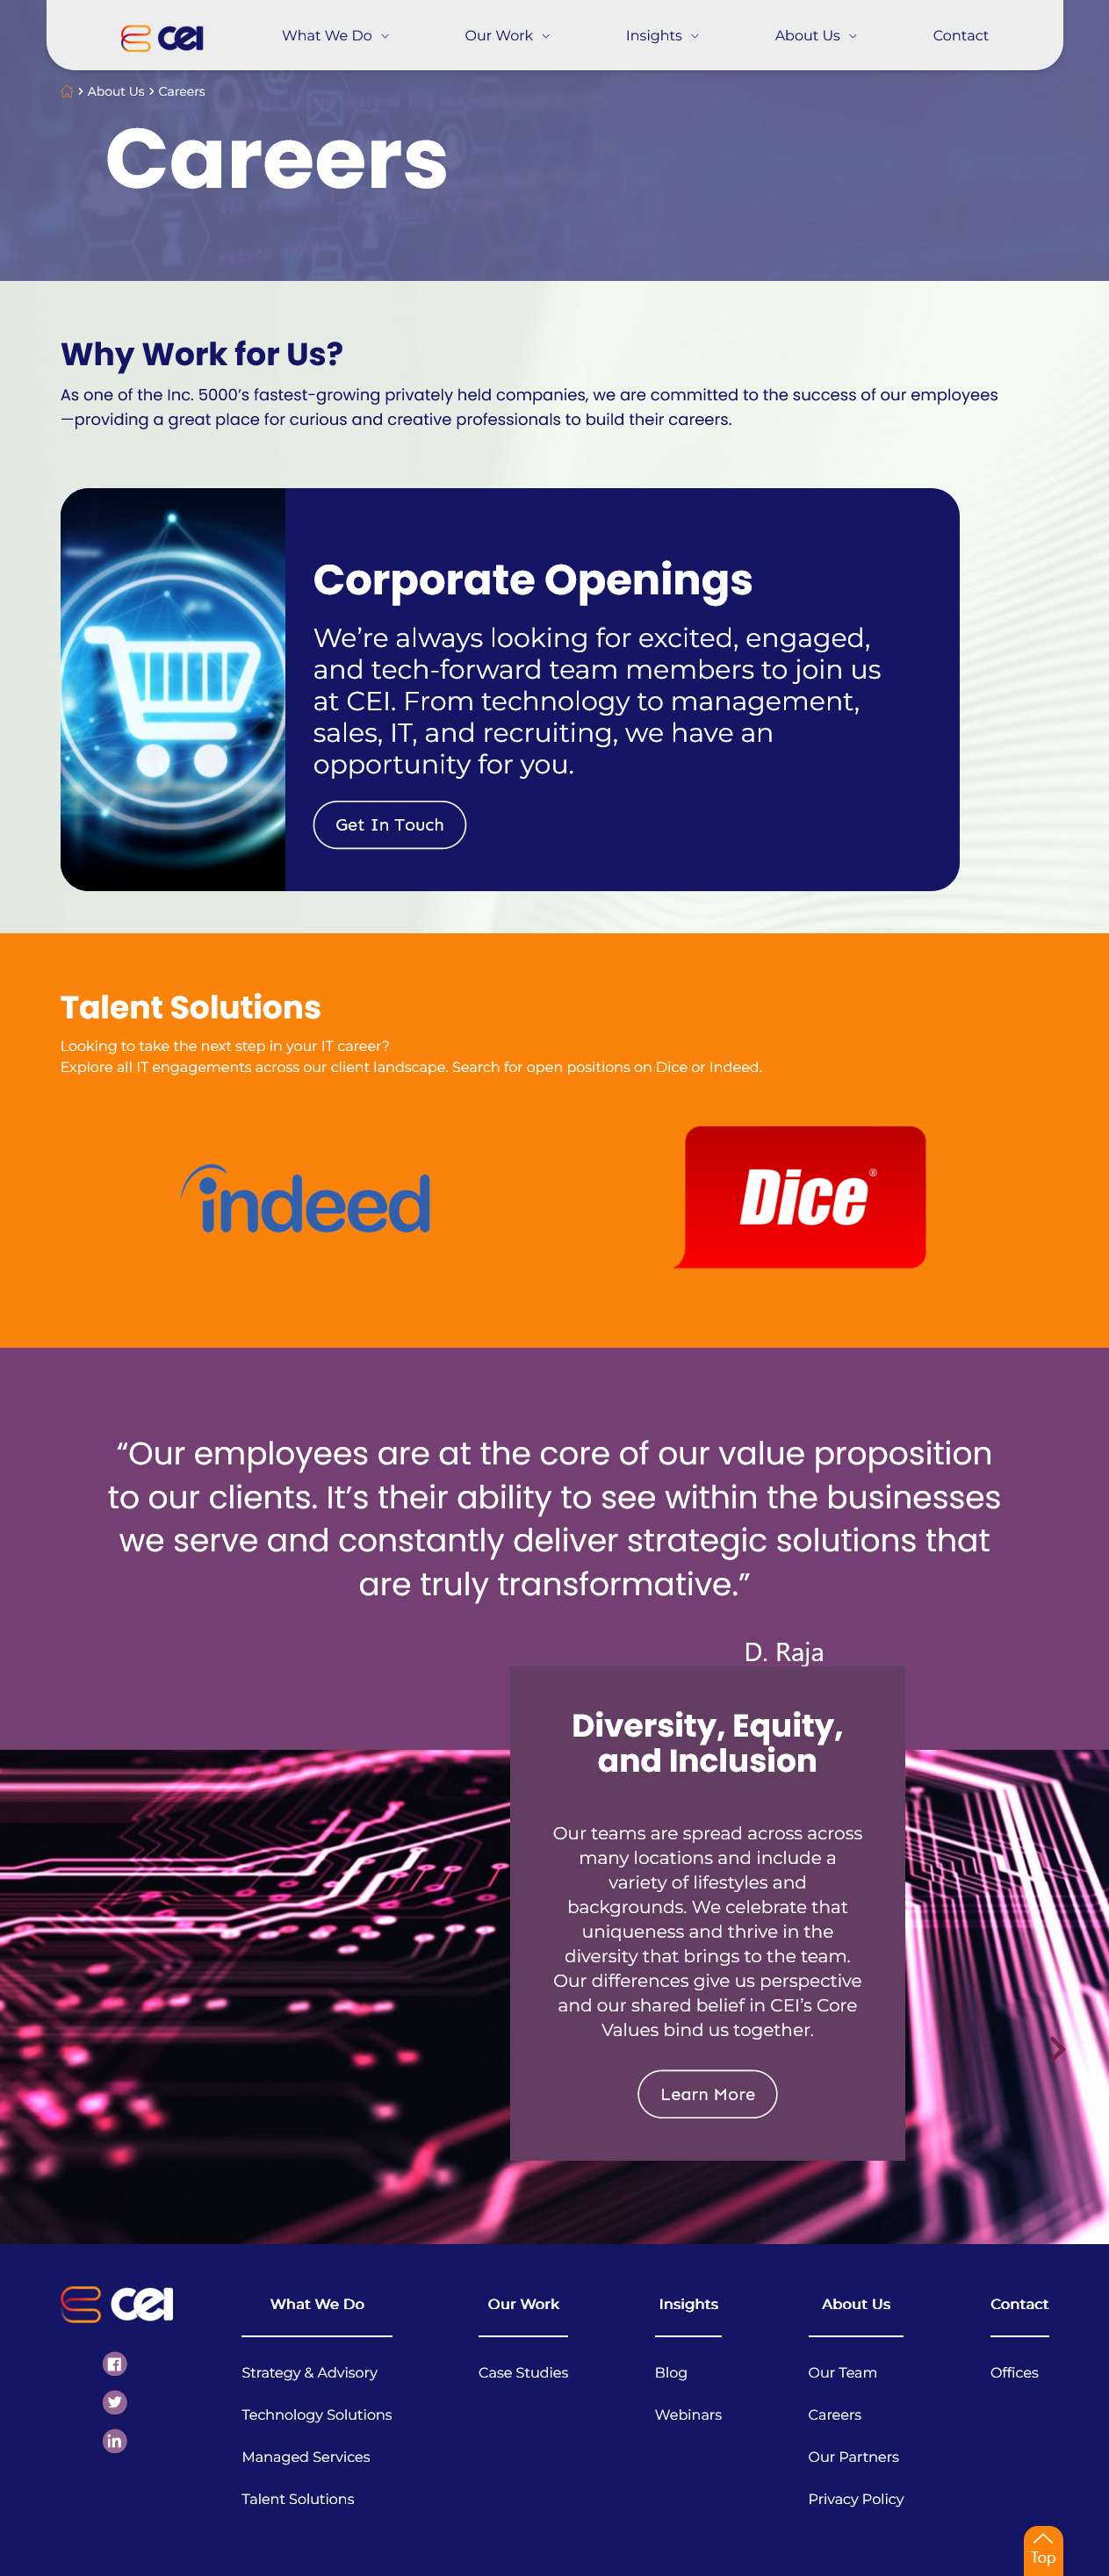 CEI
What We Do
Our Work
Insights
About Us
Contact
About Us
Careers
Careers
Why Work for Us?
As one of the Inc. 5000’s fastest-growing privately held companies, we are committed to the success of our employees
—providing a great place for curious and creative professionals to build their careers.
Corporate Openings
We’re always looking for excited, engaged,
and tech-forward team members to join us
at CEI. From technology to management,
sales, IT, and recruiting, we have an
opportunity for you.
Get In Touch
Talent Solutions
Looking to take the next step in your IT career?
Explore all IT engagements across our client landscape. Search for open positions on Dice or Indeed.
indeed
Dice®
“Our employees are at the core of our value proposition
to our clients. It’s their ability to see within the businesses
we serve and constantly deliver strategic solutions that
are truly transformative.”
D. Raja
Diversity, Equity,
and Inclusion
Our teams are spread across across
many locations and include a
variety of lifestyles and
backgrounds. We celebrate that
uniqueness and thrive in the
diversity that brings to the team.
Our differences give us perspective
and our shared belief in CEI’s Core
Values bind us together.
Learn More
CEI
What We Do
Strategy & Advisory
Technology Solutions
Managed Services
Talent Solutions
Our Work
Case Studies
Insights
Blog
Webinars
About Us
Our Team
Careers
Our Partners
Privacy Policy
Contact
Offices
Top